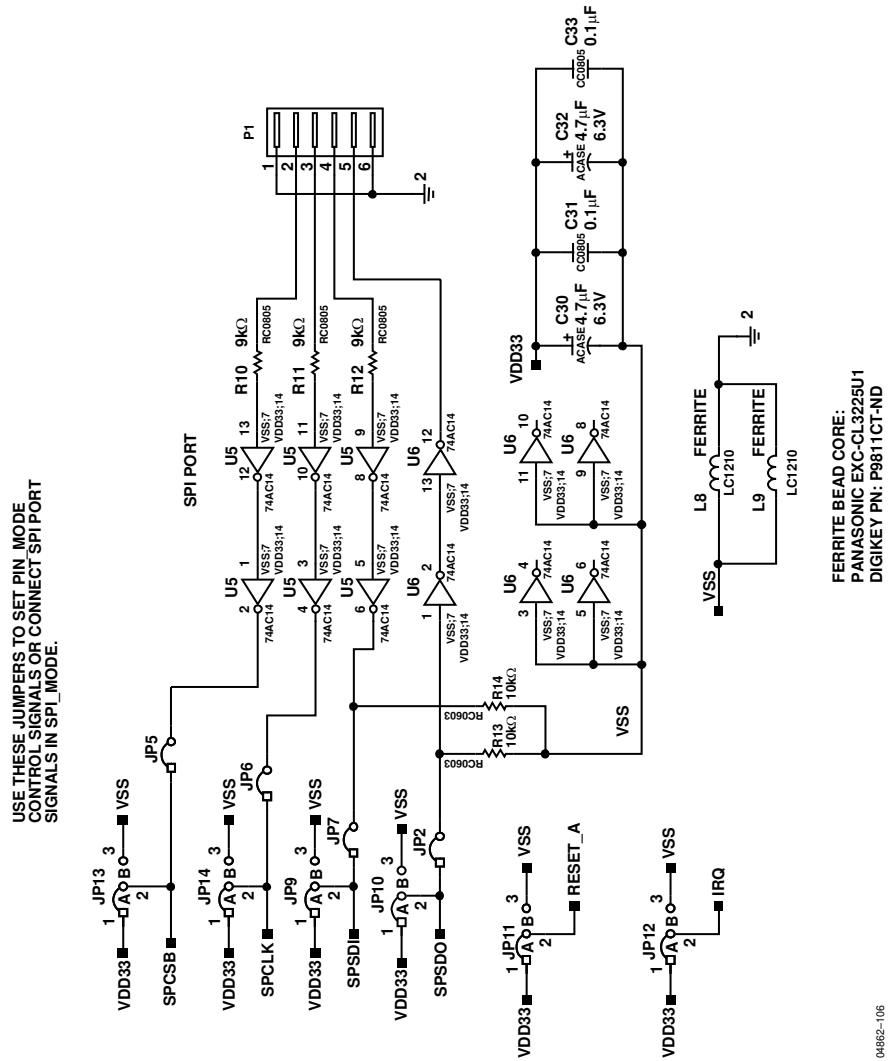 USE THESE JUMPERS TO SET PIN_MODE
CONTROL SIGNALS OR CONNECT SPI PORT
SIGNALS IN SPI_MODE.
SPI PORT
P1
1
2
3
4
5
6
2
R10
9kΩ
RC0805
R11
9kΩ
RC0805
R12
9kΩ
RC0805
U5
13
12
VSS;7
VDD33;14
74AC14
U5
11
10
VSS;7
VDD33;14
74AC14
U5
9
8
VSS;7
VDD33;14
74AC14
U6
13
12
VSS;7
VDD33;14
74AC14
U5
1
2
VSS;7
VDD33;14
74AC14
U5
3
4
VSS;7
VDD33;14
74AC14
U5
5
6
VSS;7
VDD33;14
74AC14
U6
1
2
VSS;7
VDD33;14
74AC14
JP5
JP6
JP7
JP2
VDD33
JP13
1
A
B
3
2
VSS
SPCSB
VDD33
JP14
1
A
B
3
2
VSS
SPCLK
VDD33
JP9
1
A
B
3
2
VSS
SPSDI
VDD33
JP10
1
A
B
3
2
VSS
SPSDO
VDD33
JP11
1
A
B
3
2
VSS
RESET_A
VDD33
JP12
1
A
B
3
2
VSS
IRQ
RC0603
R14
10kΩ
RC0603
R13
10kΩ
VSS
U6
3
4
74AC14
VSS;7
VDD33;14
U6
5
6
74AC14
VSS;7
VDD33;14
U6
11
10
74AC14
VSS;7
VDD33;14
U6
9
8
74AC14
VSS;7
VDD33;14
VDD33
C30
+
ACASE
4.7µF
6.3V
C31
CC0805
0.1µF
C32
+
ACASE
4.7µF
6.3V
C33
CC0805
0.1µF
VSS
L8
FERRITE
LC1210
L9
FERRITE
LC1210
2
FERRITE BEAD CORE:
PANASONIC EXC-CL3225U1
DIGIKEY PN: P9811CT-ND
04862-106